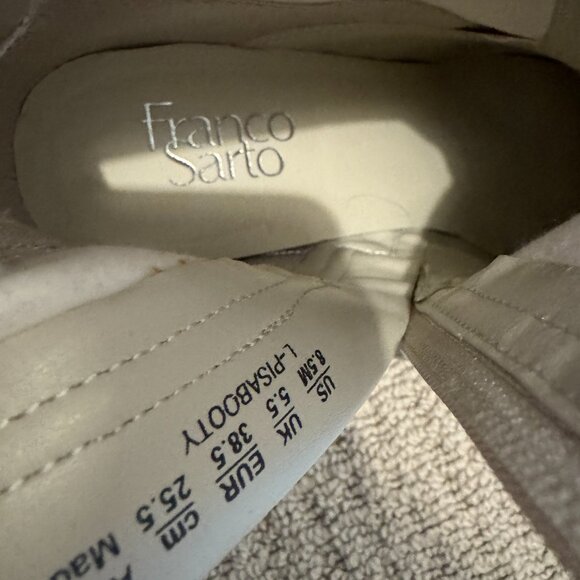 Franco
Sarto
US UK EUR cm
8.5M 5.5 38.5 25.5
L-PISABOOTY